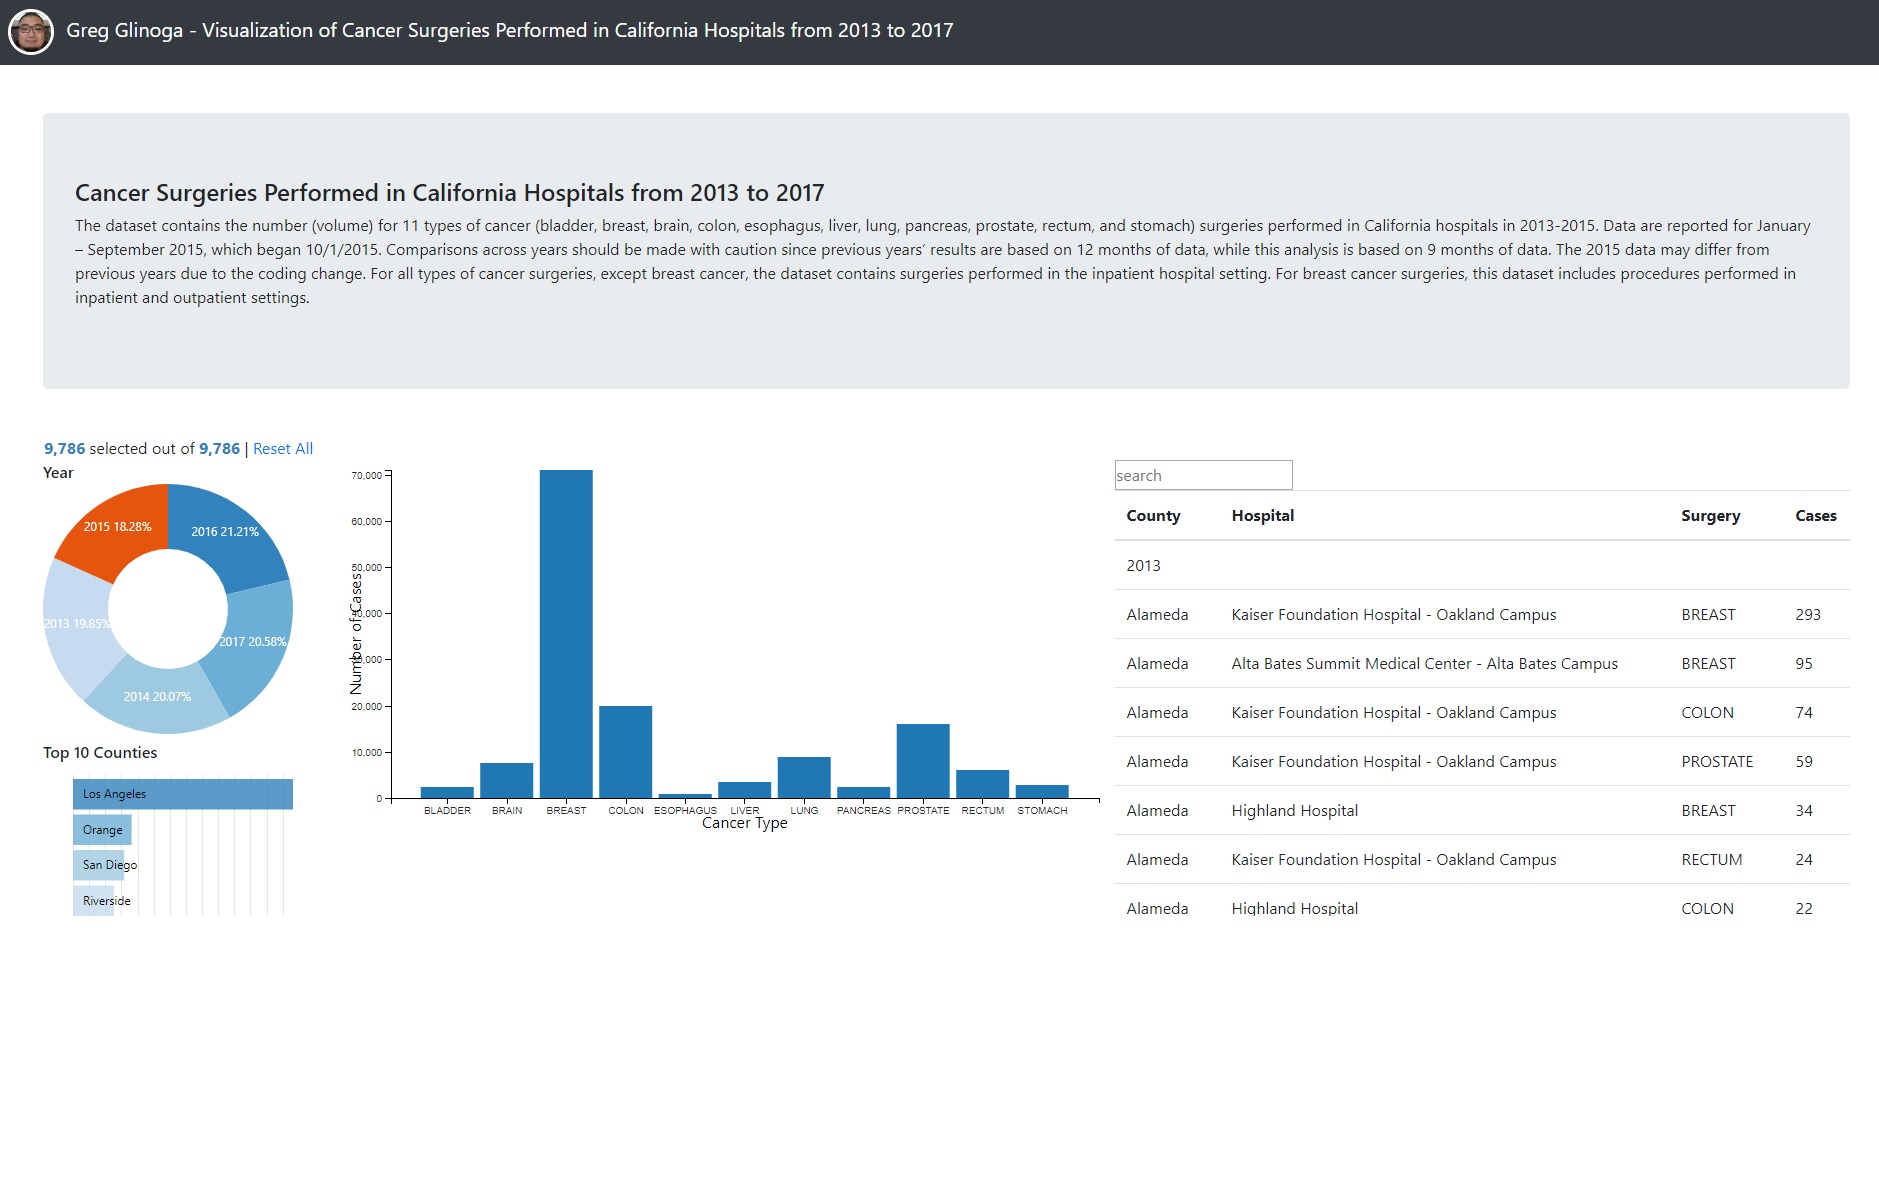 Greg Glinoga - Visualization of Cancer Surgeries Performed in California Hospitals from 2013 to 2017
Cancer Surgeries Performed in California Hospitals from 2013 to 2017
The dataset contains the number (volume) for 11 types of cancer (bladder, breast, brain, colon, esophagus, liver, lung, pancreas, prostate, rectum, and stomach) surgeries performed in California hospitals in 2013-2015. Data are reported for January
– September 2015, which began 10/1/2015. Comparisons across years should be made with caution since previous years’ results are based on 12 months of data, while this analysis is based on 9 months of data. The 2015 data may differ from
previous years due to the coding change. For all types of cancer surgeries, except breast cancer, the dataset contains surgeries performed in the inpatient hospital setting. For breast cancer surgeries, this dataset includes procedures performed in
inpatient and outpatient settings.
9,786 selected out of 9,786 | Reset All
Year
2015 18.28%
2016 21.21%
2013 19.85%
2017 20.58%
2014 20.07%
Top 10 Counties
Los Angeles
Orange
San Diego
Riverside
70,000
60,000
50,000
40,000
30,000
20,000
10,000
0
Number of Cases
BLADDER BRAIN BREAST COLON ESOPHAGUS LIVER LUNG PANCREAS PROSTATE RECTUM STOMACH
Cancer Type
search
County Hospital Surgery Cases
2013
Alameda Kaiser Foundation Hospital - Oakland Campus BREAST 293
Alameda Alta Bates Summit Medical Center - Alta Bates Campus BREAST 95
Alameda Kaiser Foundation Hospital - Oakland Campus COLON 74
Alameda Kaiser Foundation Hospital - Oakland Campus PROSTATE 59
Alameda Highland Hospital BREAST 34
Alameda Kaiser Foundation Hospital - Oakland Campus RECTUM 24
Alameda Highland Hospital COLON 22